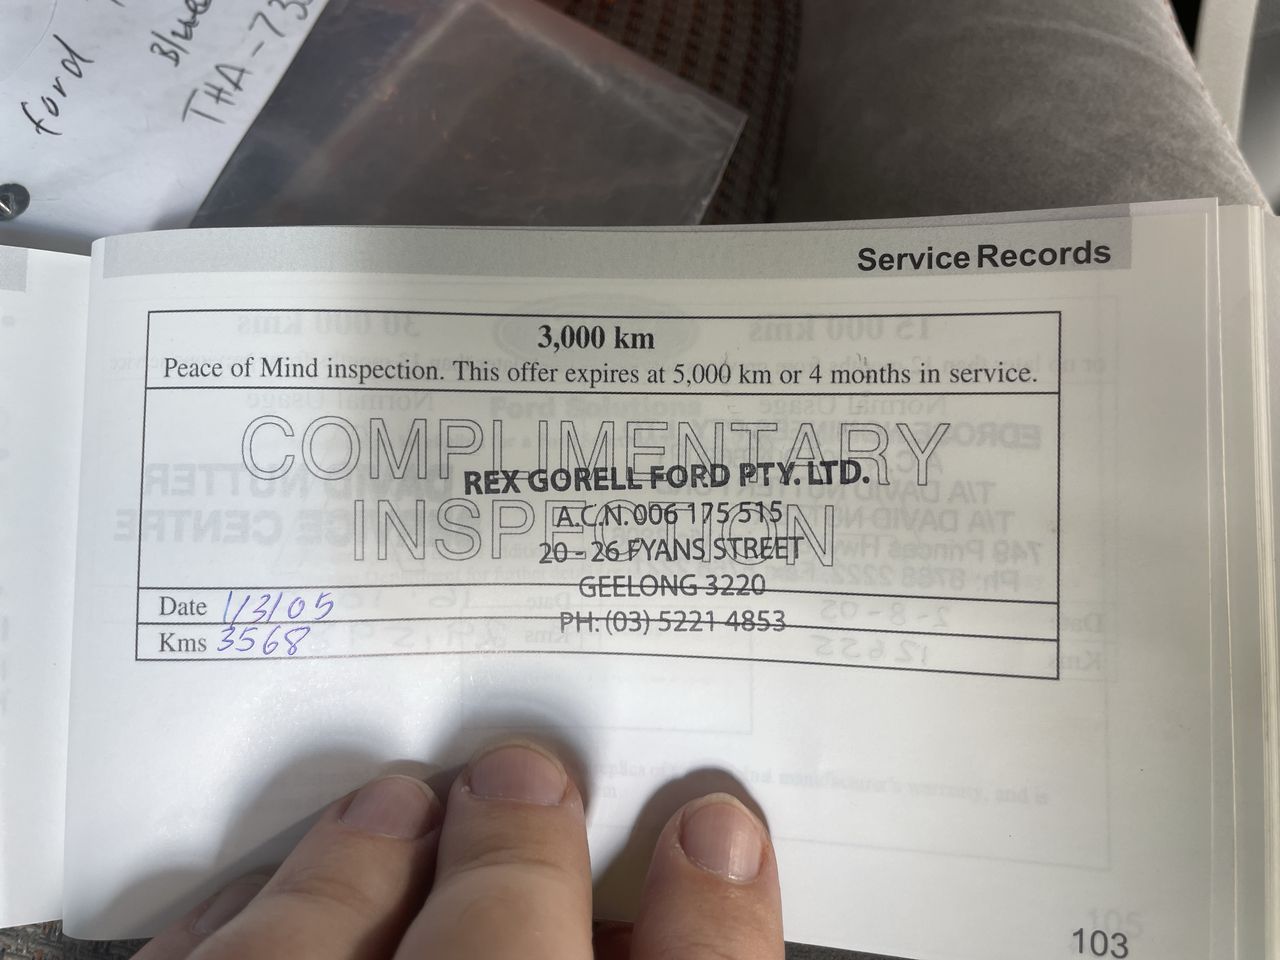 Ford
Blue
THA-73
Service Records
3,000 km
Peace of Mind inspection. This offer expires at 5,000 km or 4 months in service.
COMPLIMENTARY
INSPECTION
REX GORELL FORD PTY. LTD.
A.C.N. 006 175 515
20 - 26 FYANS STREET
GEELONG 3220
PH: (03) 5221 4853
Date 1/3/05
Kms 3568
103